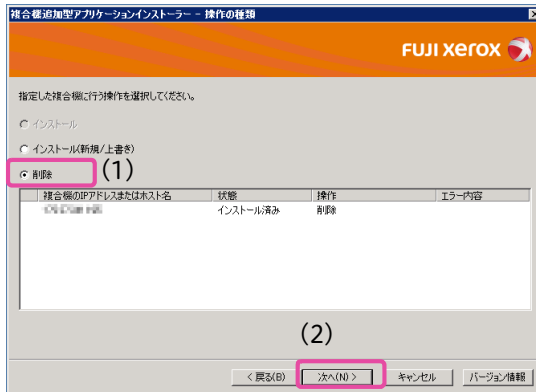 複合機追加型アプリケーションインストーラー - 操作の種類
FUJI xerox
指定した複合機に行う操作を選択してください。
インストール
インストール(新規/上書き)
削除
(1)
複合機のIPアドレスまたはホスト名 状態 操作 エラー内容
インストール済み 削除
(2)
< 戻る(B) 次へ(N) > キャンセル バージョン情報